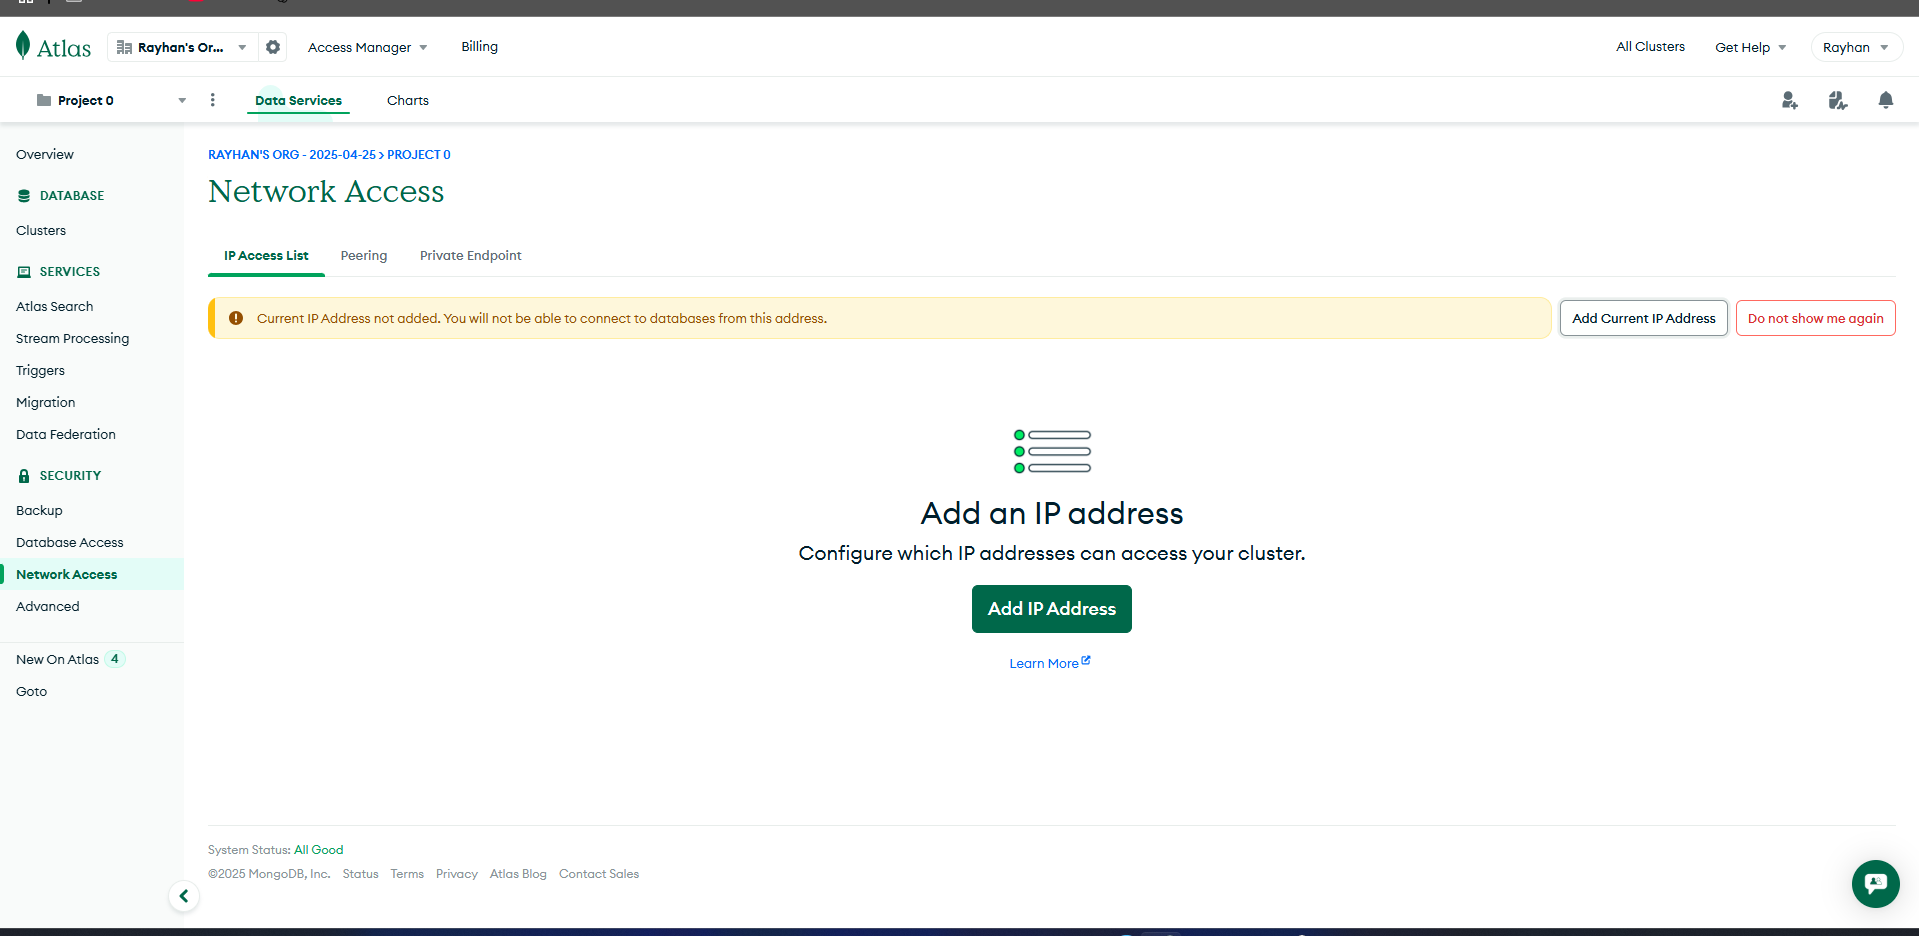 Atlas Rayhan's Or... Access Manager Billing All Clusters Get Help Rayhan
Project 0 Data Services Charts
Overview
DATABASE
Clusters
SERVICES
Atlas Search
Stream Processing
Triggers
Migration
Data Federation
SECURITY
Backup
Database Access
Network Access
Advanced
New On Atlas 4
Goto
RAYHAN'S ORG - 2025-04-25 > PROJECT 0
Network Access
IP Access List Peering Private Endpoint
Current IP Address not added. You will not be able to connect to databases from this address. Add Current IP Address Do not show me again
Add an IP address
Configure which IP addresses can access your cluster.
Add IP Address
Learn More
System Status: All Good
©2025 MongoDB, Inc. Status Terms Privacy Atlas Blog Contact Sales